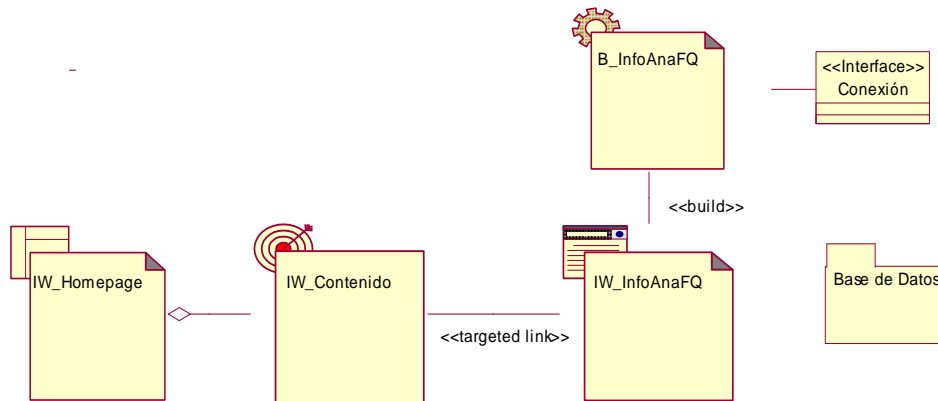 B_InfoAnaFQ
<<Interface>>
Conexión
<<build>>
IW_Homepage
IW_Contenido
IW_InfoAnaFQ
Base de Datos
<<targeted link>>